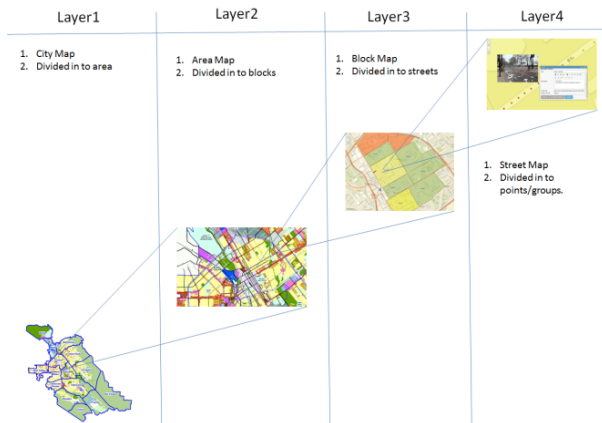 Layer1
Layer2
Layer3
Layer4
1. City Map
2. Divided in to area
1. Area Map
2. Divided in to blocks
1. Block Map
2. Divided in to streets
1. Street Map
2. Divided in to
points/groups.